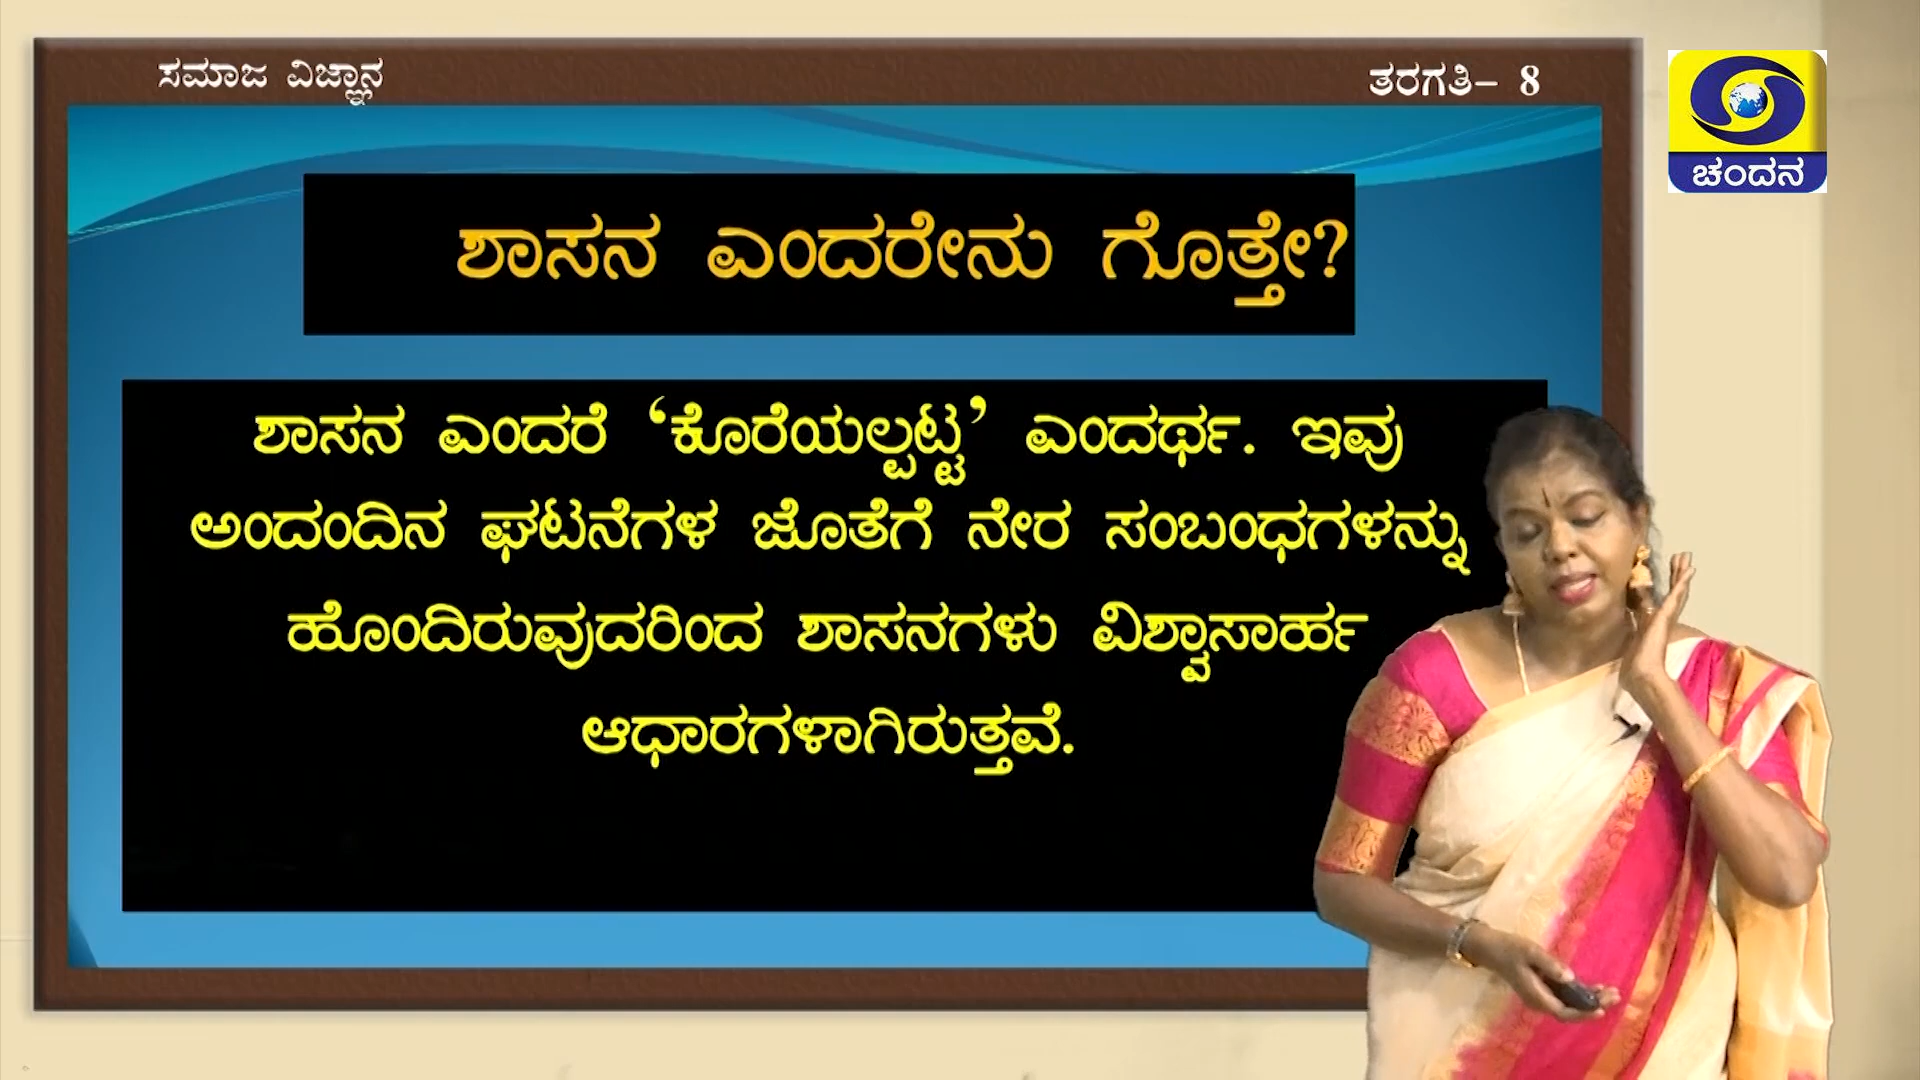 ಸಮಾಜ ವಿಜ್ಞಾನ
ತರಗತಿ– 8
ಚಂದನ
ಶಾಸನ ಎಂದರೇನು ಗೊತ್ತೇ?
ಶಾಸನ ಎಂದರೆ ‘ಕೊರೆಯಲ್ಪಟ್ಟ’ ಎಂದರ್ಥ. ಇವು
ಅಂದಂದಿನ ಘಟನೆಗಳ ಜೊತೆಗೆ ನೇರ ಸಂಬಂಧಗಳನ್ನು
ಹೊಂದಿರುವುದರಿಂದ ಶಾಸನಗಳು ವಿಶ್ವಾಸಾರ್ಹ
ಆಧಾರಗಳಾಗಿರುತ್ತವೆ.